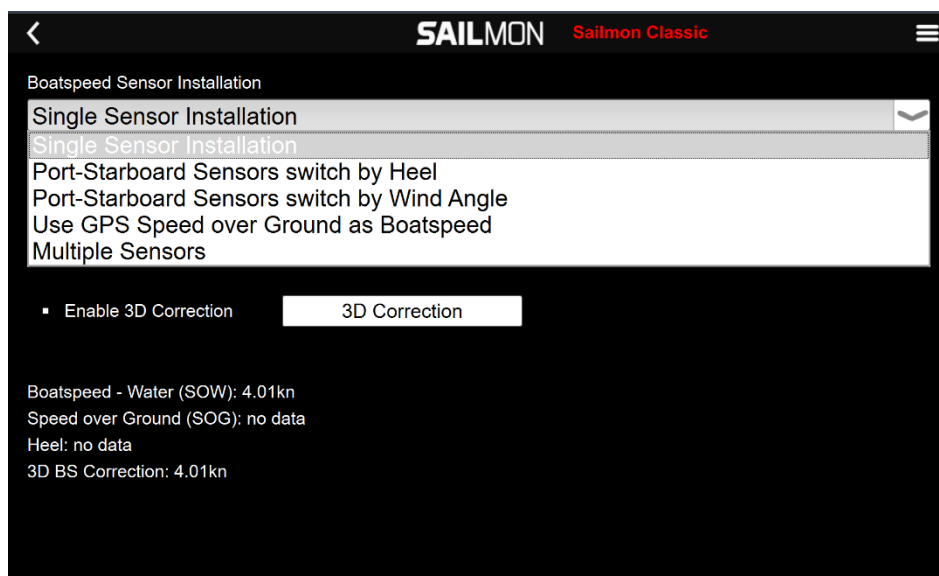 SAILMON Sailmon Classic
Boatspeed Sensor Installation
Single Sensor Installation
Single Sensor Installation
Port-Starboard Sensors switch by Heel
Port-Starboard Sensors switch by Wind Angle
Use GPS Speed over Ground as Boatspeed
Multiple Sensors
Enable 3D Correction 3D Correction
Boatspeed - Water (SOW): 4.01kn
Speed over Ground (SOG): no data
Heel: no data
3D BS Correction: 4.01kn